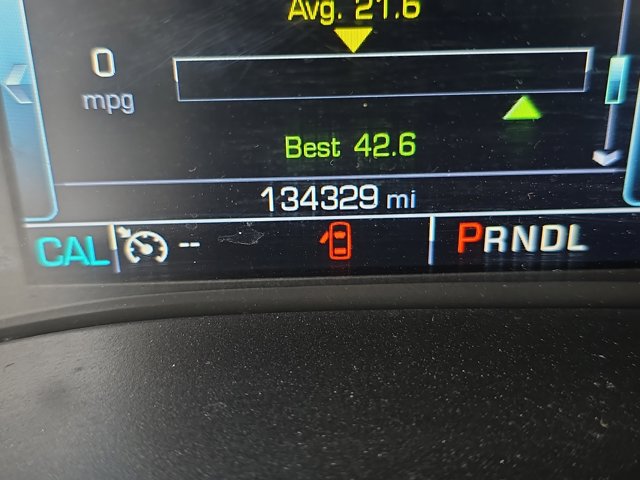 Avg. 21.6
0
mpg
Best 42.6
134329 mi
CAL -- PRNDL